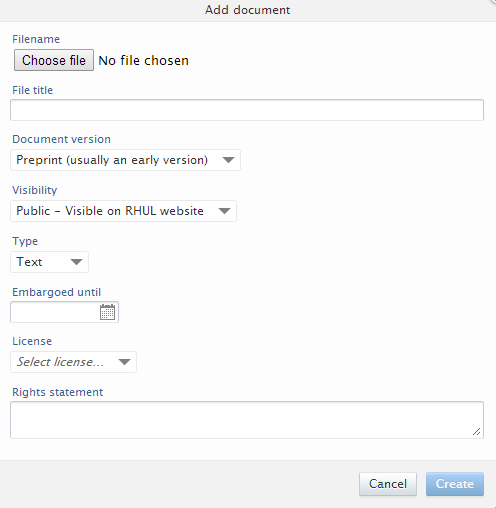 Add document
Filename
Choose file No file chosen
File title
Document version
Preprint (usually an early version)
Visibility
Public – Visible on RHUL website
Type
Text
Embargoed until
License
Select license...
Rights statement
Cancel Create